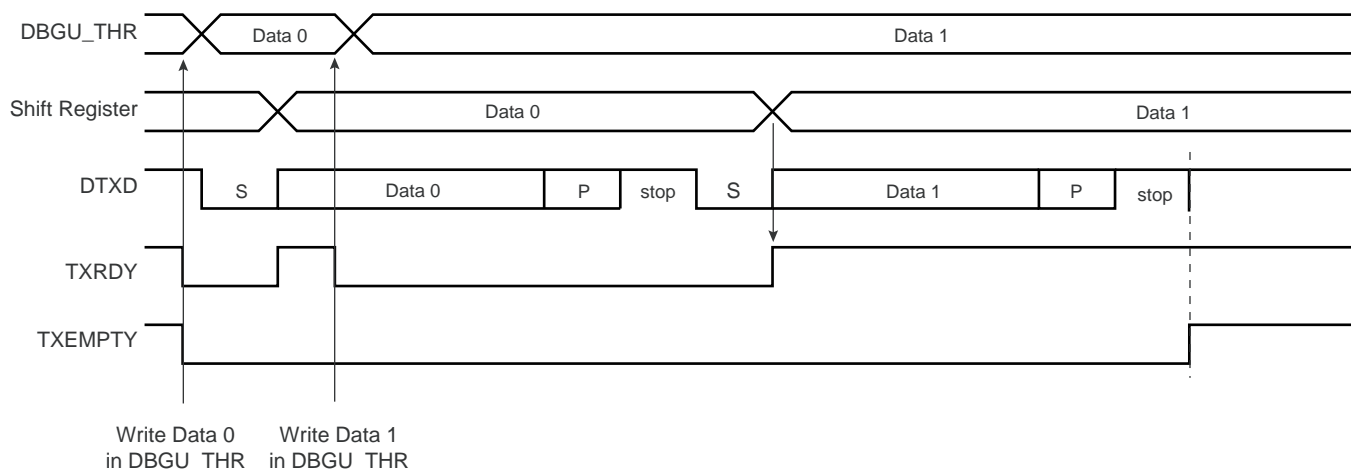 DBGU_THR
Data 0
Data 1
Shift Register
Data 0
Data 1
DTXD
S
Data 0
P
stop
S
Data 1
P
stop
TXRDY
TXEMPTY
Write Data 0
in DBGU_THR
Write Data 1
in DBGU_THR